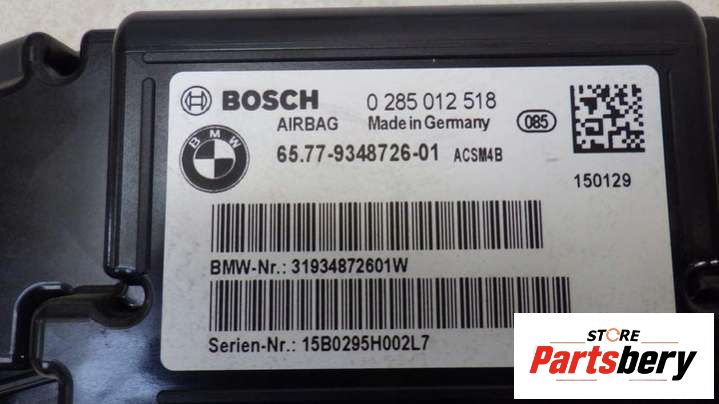 BOSCH 0 285 012 518
AIRBAG Made in Germany 085
BMW 65.77-9348726-01 ACSM4B
150129
BMW-Nr.: 31934872601W
Serien-Nr.: 15B0295H002L7
STORE
Partsbery